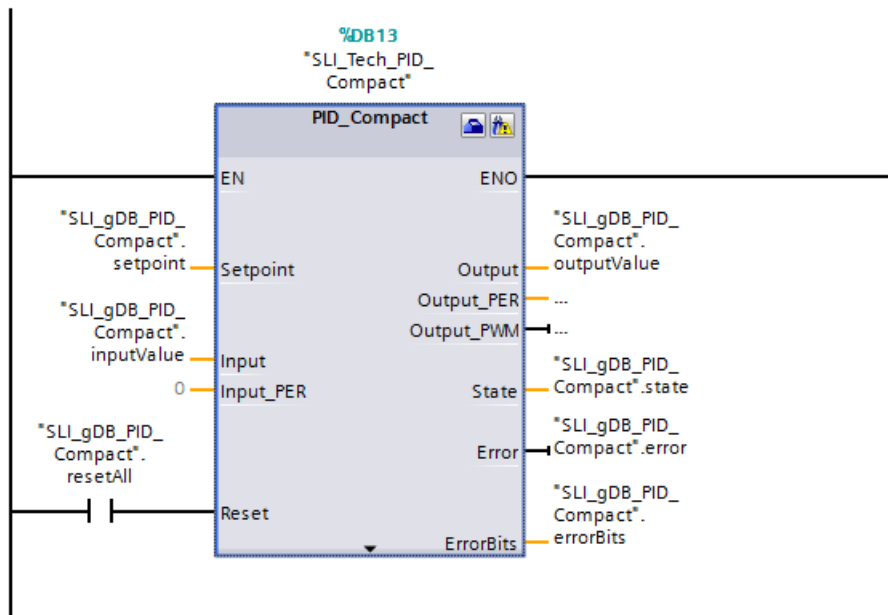 %DB13
"SLI_Tech_PID_
Compact"
PID_Compact
EN
ENO
"SLI_gDB_PID_
Compact".
setpoint
Setpoint
"SLI_gDB_PID_
Compact".
inputValue
Input
0
Input_PER
"SLI_gDB_PID_
Compact".
resetAll
Reset
Output
"SLI_gDB_PID_
Compact".
outputValue
Output_PER
...
Output_PWM
...
State
"SLI_gDB_PID_
Compact".state
Error
"SLI_gDB_PID_
Compact".error
ErrorBits
"SLI_gDB_PID_
Compact".
errorBits